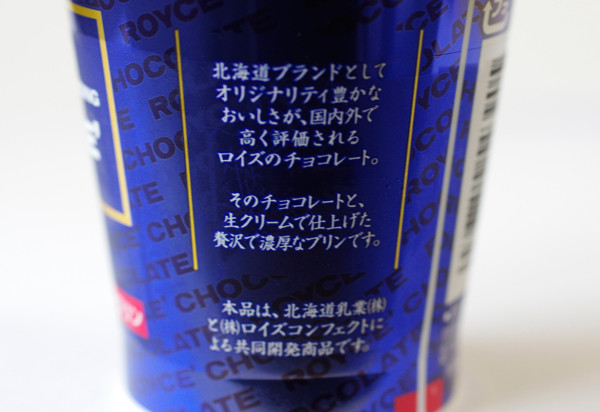 北海道ブランドとして
オリジナリティ豊かな
おいしさが、国内外で
高く評価される
ロイズのチョコレート。
そのチョコレートと、
生クリームで仕上げた
贅沢で濃厚なプリンです。
本品は、北海道乳業(株)
と(株)ロイズコンフェクトに
よる共同開発商品です。
ROYCE' CHOCOLATE